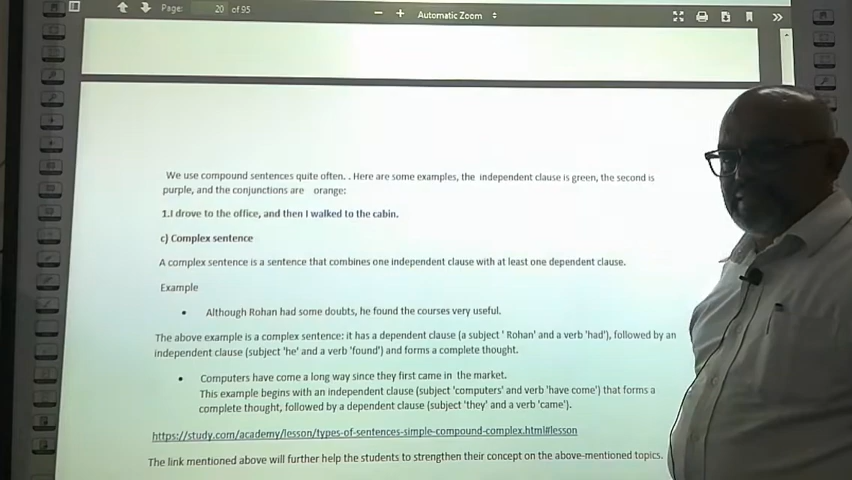 Page: 20 of 95 − + Automatic Zoom
We use compound sentences quite often. . Here are some examples, the independent clause is green, the second is
purple, and the conjunctions are orange:
1.I drove to the office, and then I walked to the cabin.
c) Complex sentence
A complex sentence is a sentence that combines one independent clause with at least one dependent clause.
Example
• Although Rohan had some doubts, he found the courses very useful.
The above example is a complex sentence: it has a dependent clause (a subject ' Rohan' and a verb 'had'), followed by an
independent clause (subject 'he' and a verb 'found') and forms a complete thought.
• Computers have come a long way since they first came in the market.
This example begins with an independent clause (subject 'computers' and verb 'have come') that forms a
complete thought, followed by a dependent clause (subject 'they' and a verb 'came').
https://study.com/academy/lesson/types-of-sentences-simple-compound-complex.html#lesson
The link mentioned above will further help the students to strengthen their concept on the above-mentioned topics.